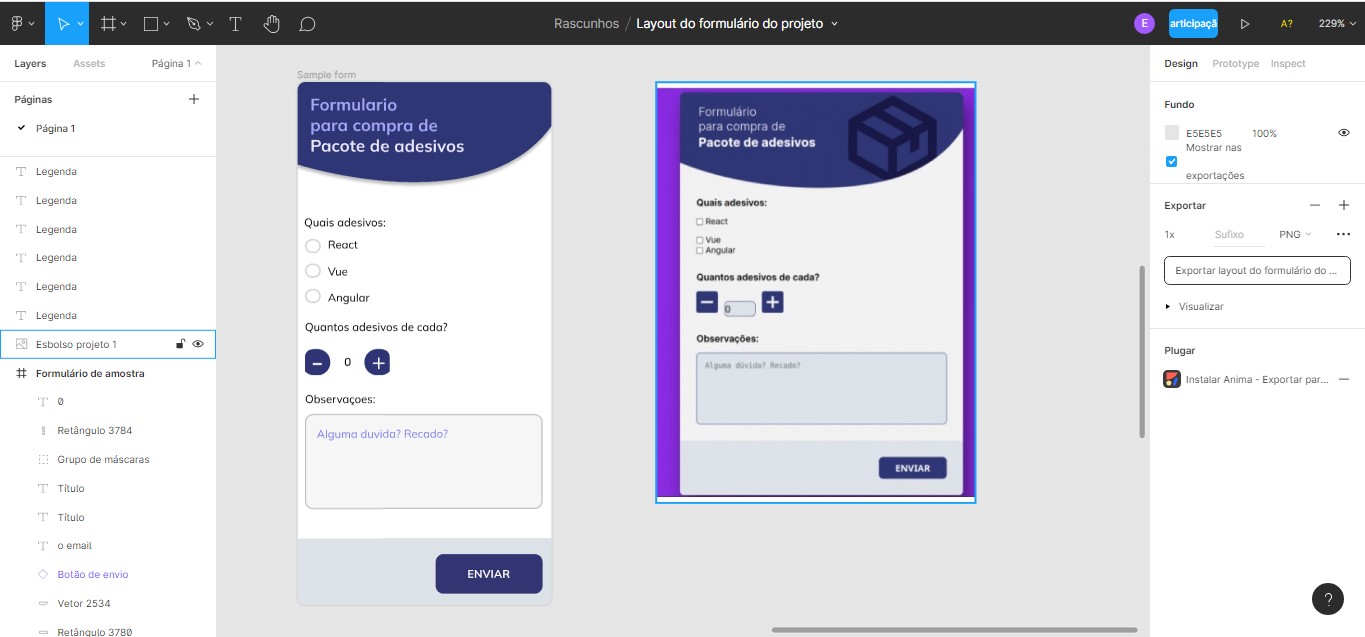 Rascunhos / Layout do formulário do projeto
E
articipaçã
A?
229%
Layers
Assets
Página 1
Páginas
Página 1
Legenda
Legenda
Legenda
Legenda
Legenda
Legenda
Esbolso projeto 1
Formulário de amostra
0
Retângulo 3784
Grupo de máscaras
Título
Título
o email
Botão de envio
Vetor 2534
Retângulo 3780
Sample form
Formulario
para compra de
Pacote de adesivos
Quais adesivos:
React
Vue
Angular
Quantos adesivos de cada?
0
Observaçoes:
Alguma duvida? Recado?
ENVIAR
Formulário
para compra de
Pacote de adesivos
Quais adesivos:
React
Vue
Angular
Quantos adesivos de cada?
0
Observações:
Alguma dúvida? Recado?
ENVIAR
Design
Prototype
Inspect
Fundo
E5E5E5
100%
Mostrar nas
exportações
Exportar
1x
Sufixo
PNG
Exportar layout do formulário do ...
Visualizar
Plugar
Instalar Anima - Exportar par...
?